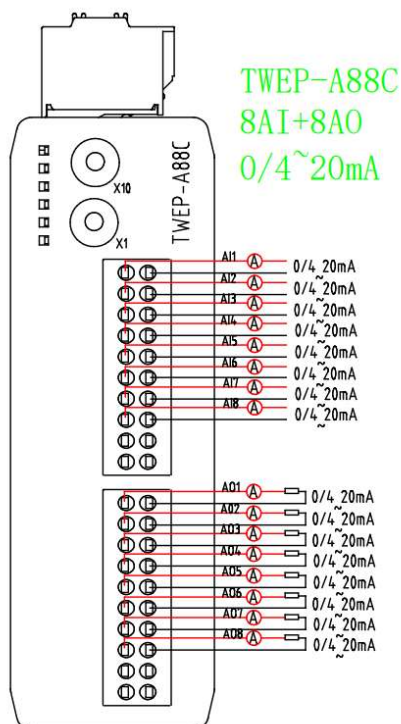 TWEP-A88C
8AI+8AO
0/4~20mA
TWEP-A88C
X10
X1
AI1 A 0/4~20mA
AI2 A 0/4~20mA
AI3 A 0/4~20mA
AI4 A 0/4~20mA
AI5 A 0/4~20mA
AI6 A 0/4~20mA
AI7 A 0/4~20mA
AI8 A 0/4~20mA
AO1 A 0/4~20mA
AO2 A 0/4~20mA
AO3 A 0/4~20mA
AO4 A 0/4~20mA
AO5 A 0/4~20mA
AO6 A 0/4~20mA
AO7 A 0/4~20mA
AO8 A 0/4~20mA